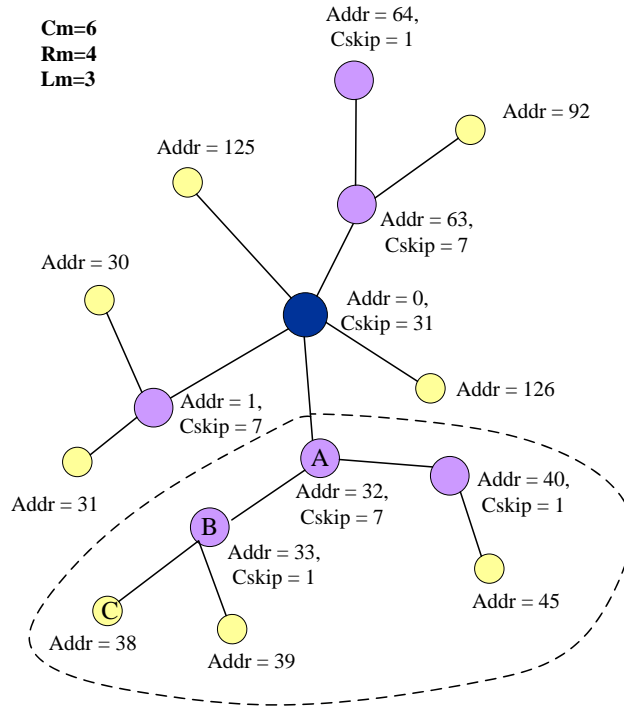 Cm=6
Rm=4
Lm=3
Addr = 64,
Cskip = 1
Addr = 92
Addr = 125
Addr = 63,
Cskip = 7
Addr = 30
Addr = 0,
Cskip = 31
Addr = 126
Addr = 1,
Cskip = 7
Addr = 31
A
Addr = 32,
Cskip = 7
Addr = 40,
Cskip = 1
B
Addr = 33,
Cskip = 1
Addr = 45
C
Addr = 38
Addr = 39